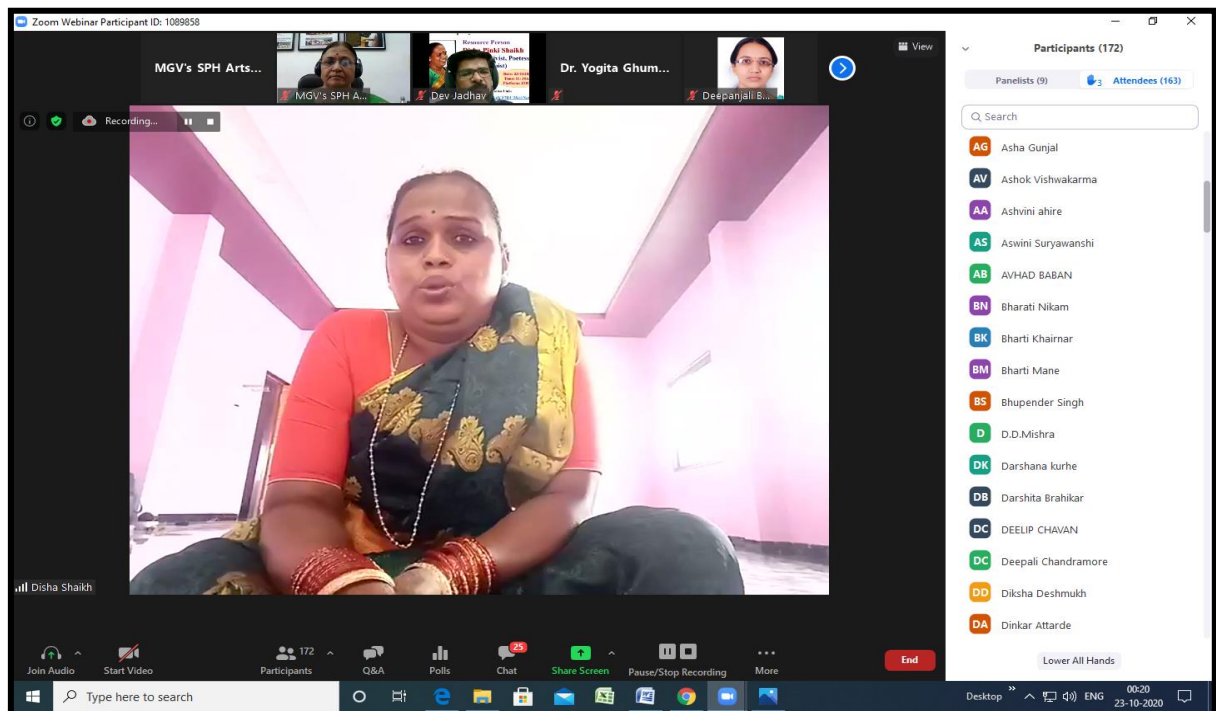 Zoom Webinar Participant ID: 1089858
MGV's SPH Arts...
MGV's SPH A...
Resource Person
Disha Pinki Shaikh
Dev Jadhav
Dr. Yogita Ghum...
Deepanjali B...
View
Recording...
Disha Shaikh
Participants (172)
Panelists (9)
3 Attendees (163)
Search
AG Asha Gunjal
AV Ashok Vishwakarma
AA Ashvini ahire
AS Aswini Suryawanshi
AB AVHAD BABAN
BN Bharati Nikam
BK Bharti Khairnar
BM Bharti Mane
BS Bhupender Singh
D D.D.Mishra
DK Darshana kurhe
DB Darshita Brahikar
DC DEELIP CHAVAN
DC Deepali Chandramore
DD Diksha Deshmukh
DA Dinkar Attarde
Lower All Hands
Join Audio
Start Video
172
Participants
Q&A
Polls
25
Chat
Share Screen
Pause/Stop Recording
More
End
Type here to search
Desktop
ENG
00:20
23-10-2020